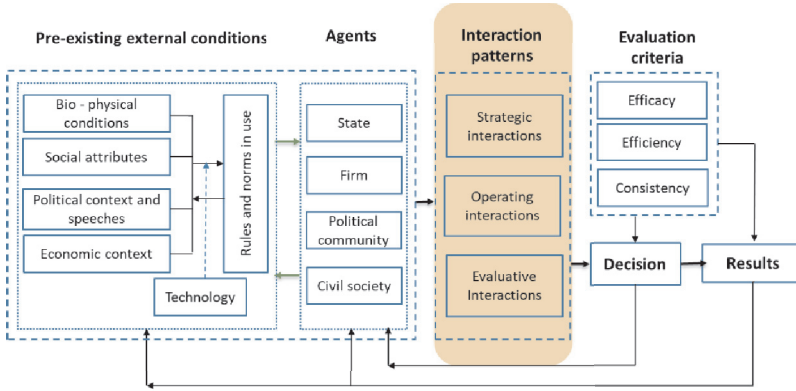 Pre-existing external conditions
Agents
Interaction
patterns
Evaluation
criteria
Bio - physical
conditions
Social attributes
Political context and
speeches
Economic context
Technology
Rules and norms in use
State
Firm
Political
community
Civil society
Strategic
interactions
Operating
interactions
Evaluative
Interactions
Efficacy
Efficiency
Consistency
Decision
Results